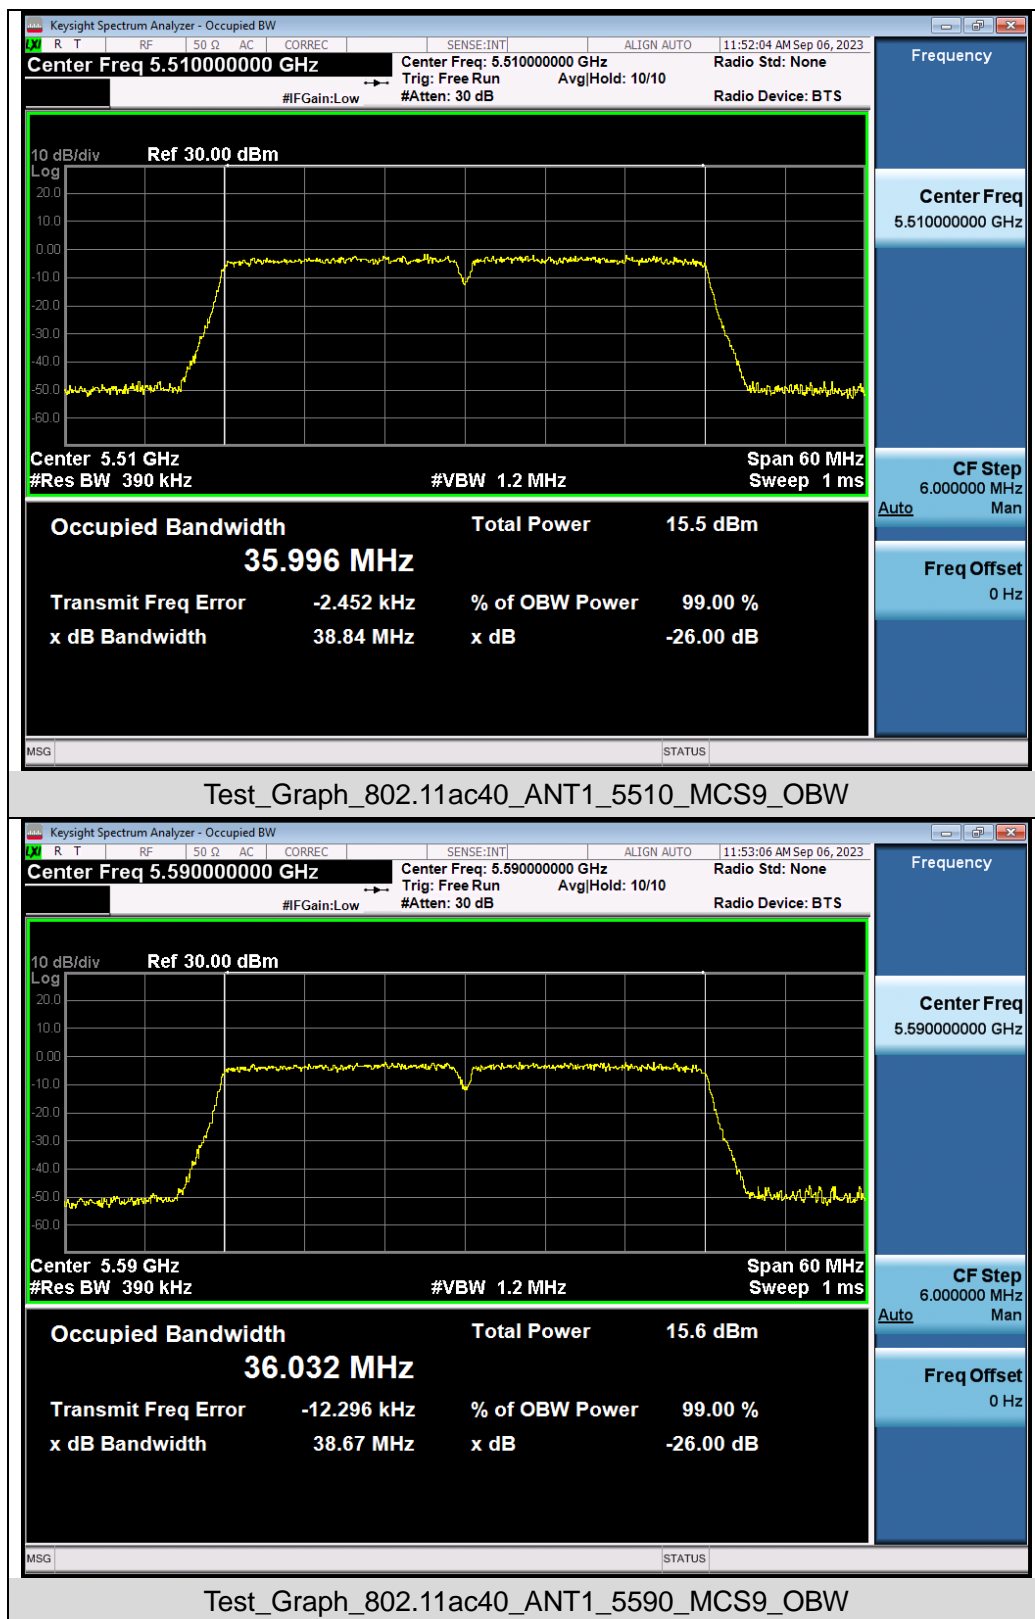 Keysight Spectrum Analyzer - Occupied BW
LXI R T RF 50 Ω AC CORREC SENSE:INT ALIGN AUTO 11:52:04 AM Sep 06, 2023
Center Freq 5.510000000 GHz Center Freq: 5.510000000 GHz Radio Std: None
Trig: Free Run Avg|Hold: 10/10
#IFGain:Low #Atten: 30 dB Radio Device: BTS
10 dB/div Ref 30.00 dBm
Log
20.0
10.0
0.00
-10.0
-20.0
-30.0
-40.0
-50.0
-60.0
Center 5.51 GHz Span 60 MHz
#Res BW 390 kHz #VBW 1.2 MHz Sweep 1 ms
Occupied Bandwidth Total Power 15.5 dBm
35.996 MHz
Transmit Freq Error -2.452 kHz % of OBW Power 99.00 %
x dB Bandwidth 38.84 MHz x dB -26.00 dB
MSG STATUS
Frequency
Center Freq
5.510000000 GHz
CF Step
6.000000 MHz
Auto Man
Freq Offset
0 Hz
Test_Graph_802.11ac40_ANT1_5510_MCS9_OBW
Keysight Spectrum Analyzer - Occupied BW
LXI R T RF 50 Ω AC CORREC SENSE:INT ALIGN AUTO 11:53:06 AM Sep 06, 2023
Center Freq 5.590000000 GHz Center Freq: 5.590000000 GHz Radio Std: None
Trig: Free Run Avg|Hold: 10/10
#IFGain:Low #Atten: 30 dB Radio Device: BTS
10 dB/div Ref 30.00 dBm
Log
20.0
10.0
0.00
-10.0
-20.0
-30.0
-40.0
-50.0
-60.0
Center 5.59 GHz Span 60 MHz
#Res BW 390 kHz #VBW 1.2 MHz Sweep 1 ms
Occupied Bandwidth Total Power 15.6 dBm
36.032 MHz
Transmit Freq Error -12.296 kHz % of OBW Power 99.00 %
x dB Bandwidth 38.67 MHz x dB -26.00 dB
MSG STATUS
Frequency
Center Freq
5.590000000 GHz
CF Step
6.000000 MHz
Auto Man
Freq Offset
0 Hz
Test_Graph_802.11ac40_ANT1_5590_MCS9_OBW